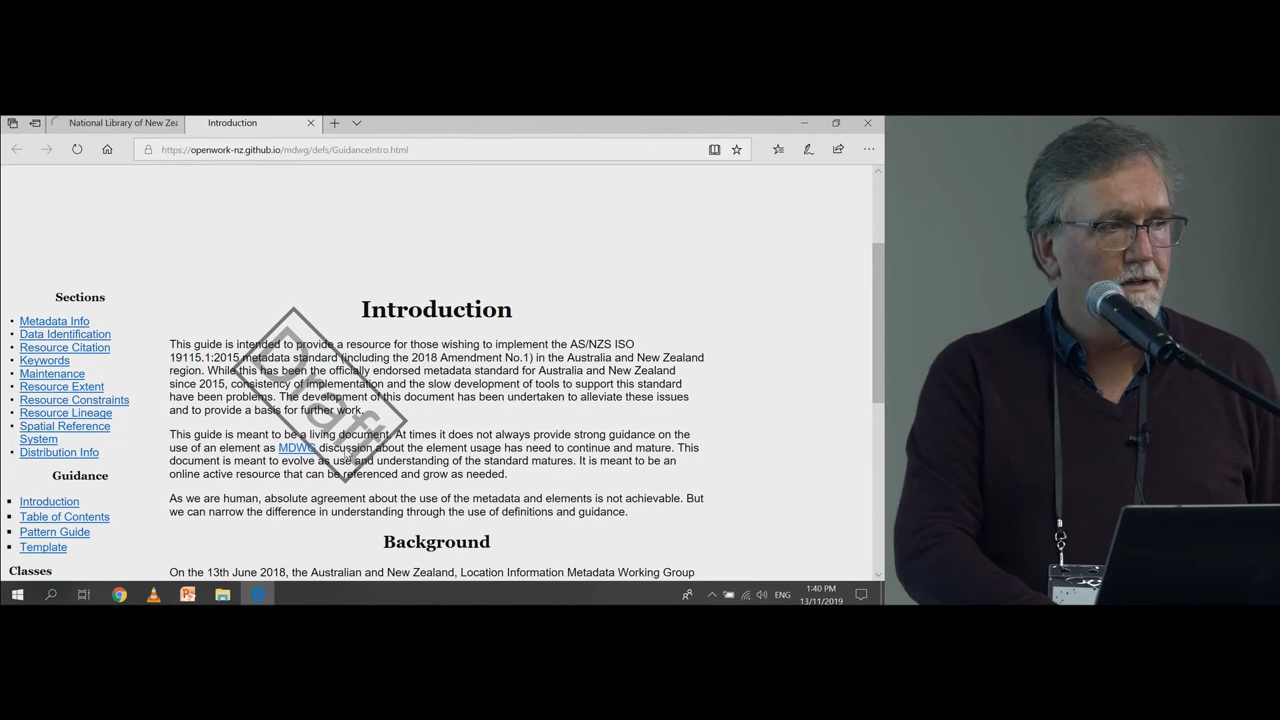 National Library of New Zea
Introduction
https://openwork-nz.github.io/mdwg/defs/GuidanceIntro.html
Sections
• Metadata Info
• Data Identification
• Resource Citation
• Keywords
• Maintenance
• Resource Extent
• Resource Constraints
• Resource Lineage
• Spatial Reference
System
• Distribution Info
Guidance
▪ Introduction
▪ Table of Contents
▪ Pattern Guide
▪ Template
Classes
Introduction
This guide is intended to provide a resource for those wishing to implement the AS/NZS ISO
19115.1:2015 metadata standard (including the 2018 Amendment No.1) in the Australia and New Zealand
region. While this has been the officially endorsed metadata standard for Australia and New Zealand
since 2015, consistency of implementation and the slow development of tools to support this standard
have been problems. The development of this document has been undertaken to alleviate these issues
and to provide a basis for further work.
This guide is meant to be a living document. At times it does not always provide strong guidance on the
use of an element as MDWG discussion about the element usage has need to continue and mature. This
document is meant to evolve as use and understanding of the standard matures. It is meant to be an
online active resource that can be referenced and grow as needed.
As we are human, absolute agreement about the use of the metadata and elements is not achievable. But
we can narrow the difference in understanding through the use of definitions and guidance.
Background
On the 13th June 2018, the Australian and New Zealand, Location Information Metadata Working Group
Draft
ENG
1:40 PM
13/11/2019